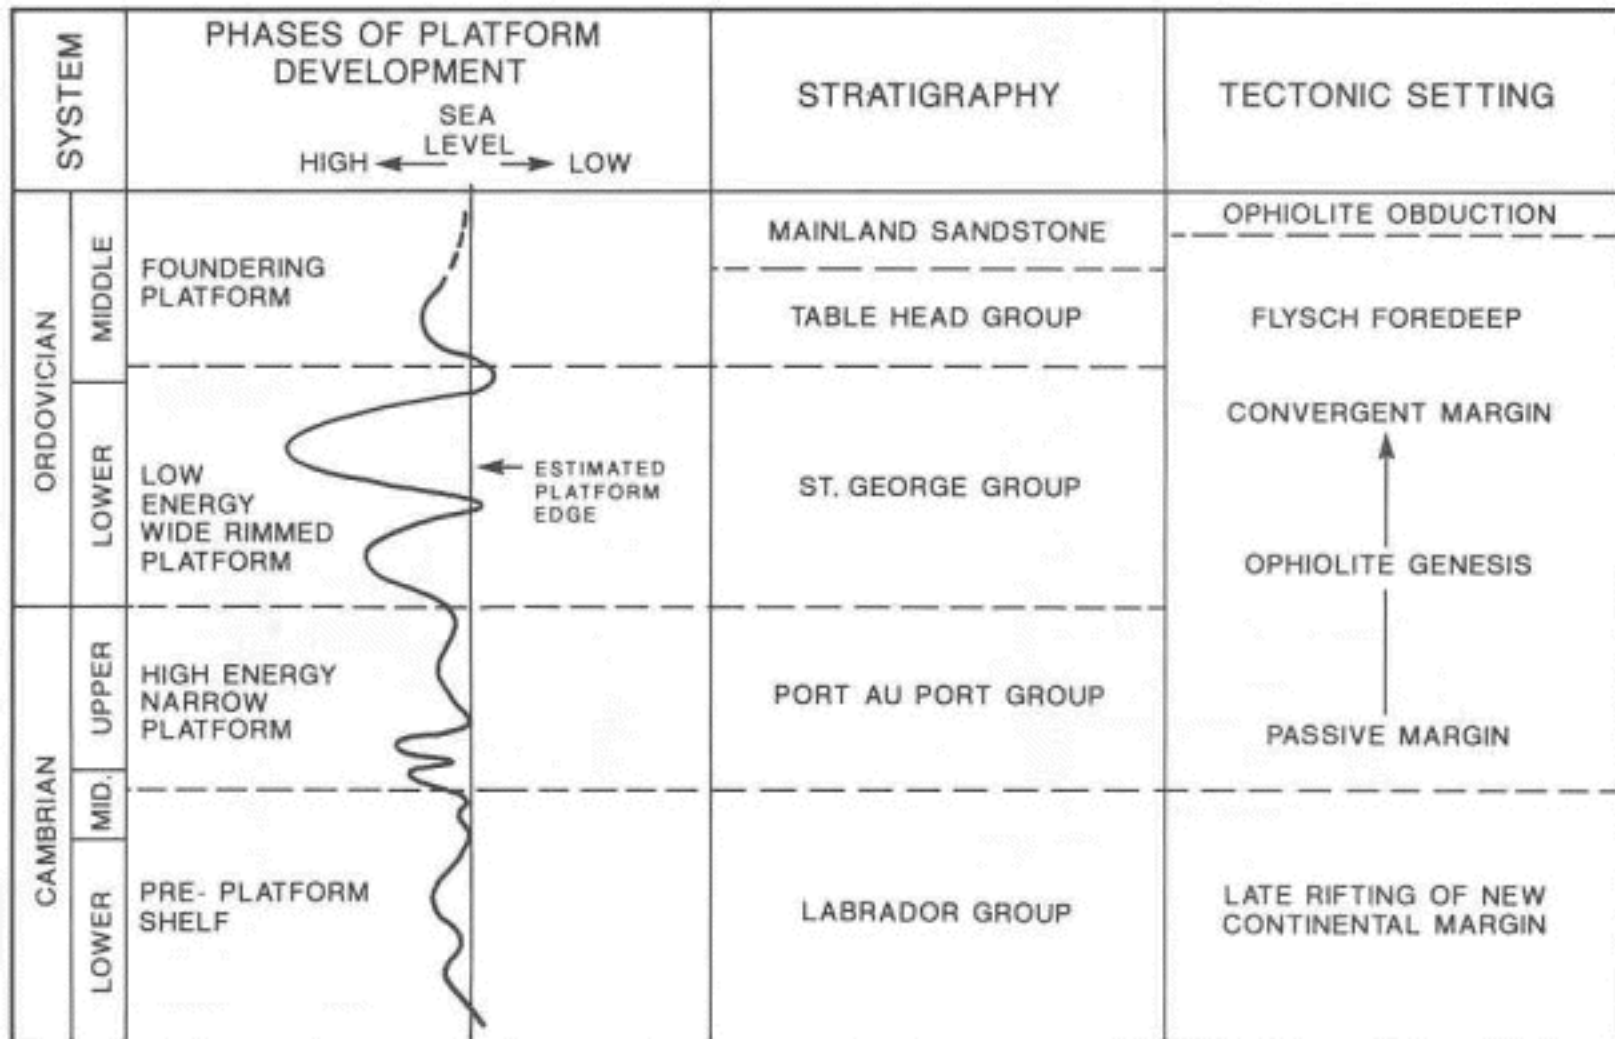 SYSTEM
PHASES OF PLATFORM
DEVELOPMENT
SEA
LEVEL
HIGH
LOW
STRATIGRAPHY
TECTONIC SETTING
ORDOVICIAN
MIDDLE
LOWER
CAMBRIAN
UPPER
MID.
LOWER
FOUNDERING
PLATFORM
LOW
ENERGY
WIDE RIMMED
PLATFORM
ESTIMATED
PLATFORM
EDGE
HIGH ENERGY
NARROW
PLATFORM
PRE- PLATFORM
SHELF
MAINLAND SANDSTONE
TABLE HEAD GROUP
ST. GEORGE GROUP
PORT AU PORT GROUP
LABRADOR GROUP
OPHIOLITE OBDUCTION
FLYSCH FOREDEEP
CONVERGENT MARGIN
OPHIOLITE GENESIS
PASSIVE MARGIN
LATE RIFTING OF NEW
CONTINENTAL MARGIN